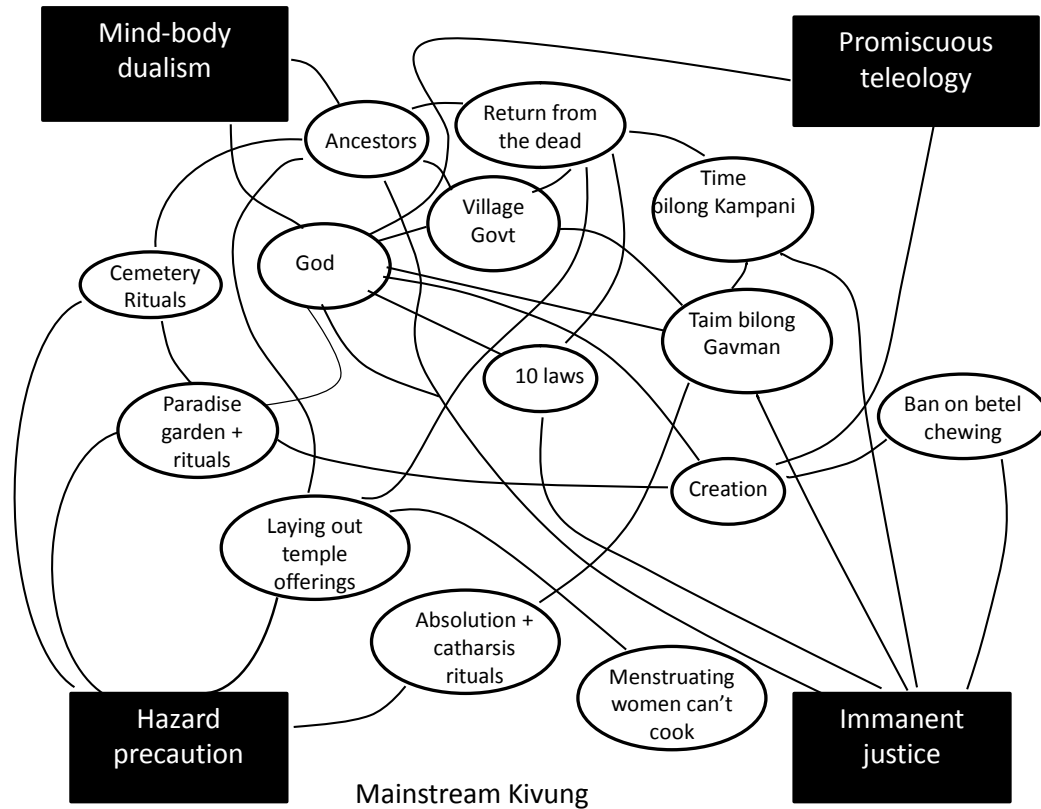 Mind-body
dualism
Promiscuous
teleology
Ancestors
Return from
the dead
Time
bilong Kampani
Village
Govt
God
Cemetery
Rituals
Taim bilong
Gavman
10 laws
Paradise
garden +
rituals
Ban on betel
chewing
Creation
Laying out
temple
offerings
Absolution +
catharsis
rituals
Menstruating
women can’t
cook
Hazard
precaution
Immanent
justice
Mainstream Kivung